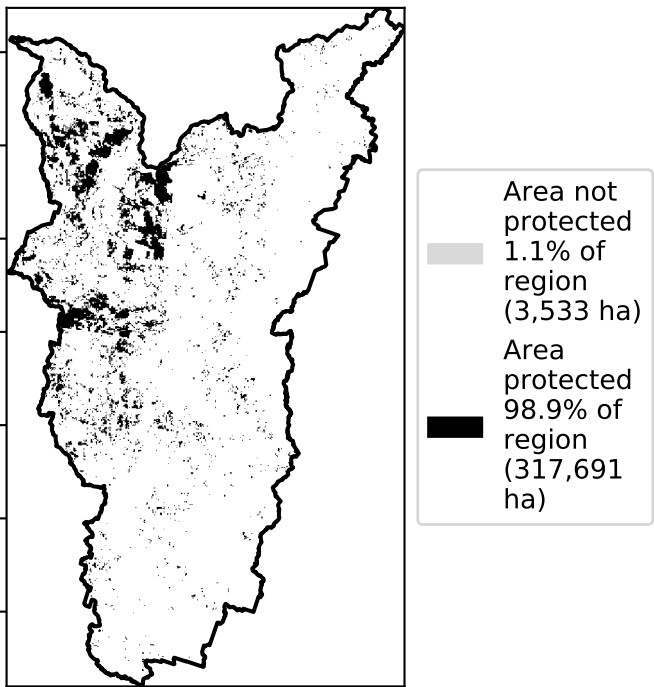 Area not
protected
1.1% of
region
(3,533 ha)
Area
protected
98.9% of
region
(317,691
ha)